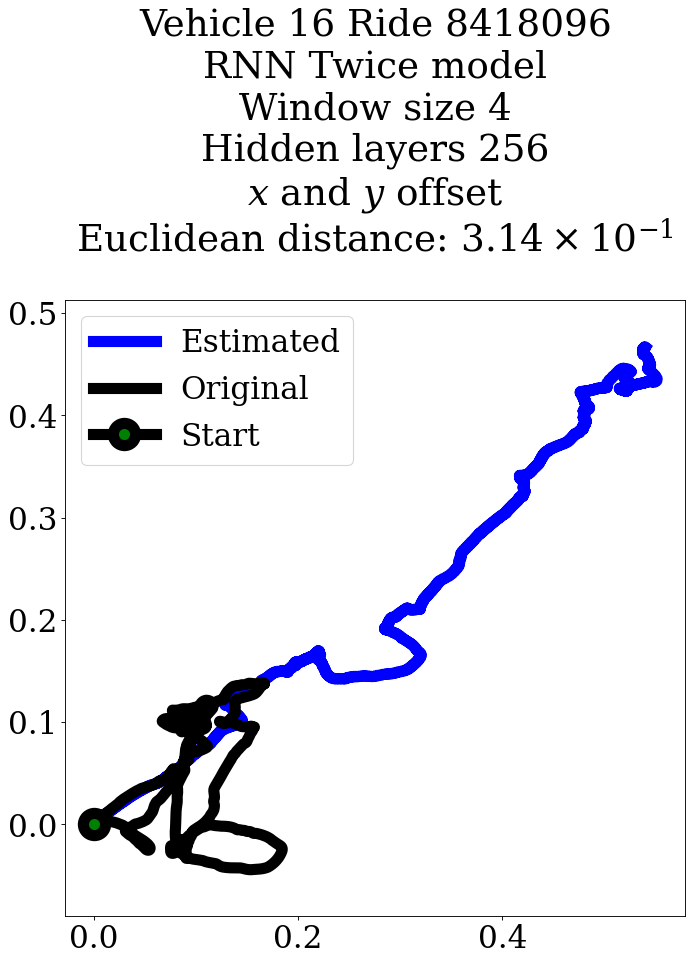 Vehicle 16 Ride 8418096
RNN Twice model
Window size 4
Hidden layers 256
x and y offset
Euclidean distance: 3.14 × 10⁻¹
0.5
Estimated
Original
Start
0.4
0.3
0.2
0.1
0.0
0.0 0.2 0.4